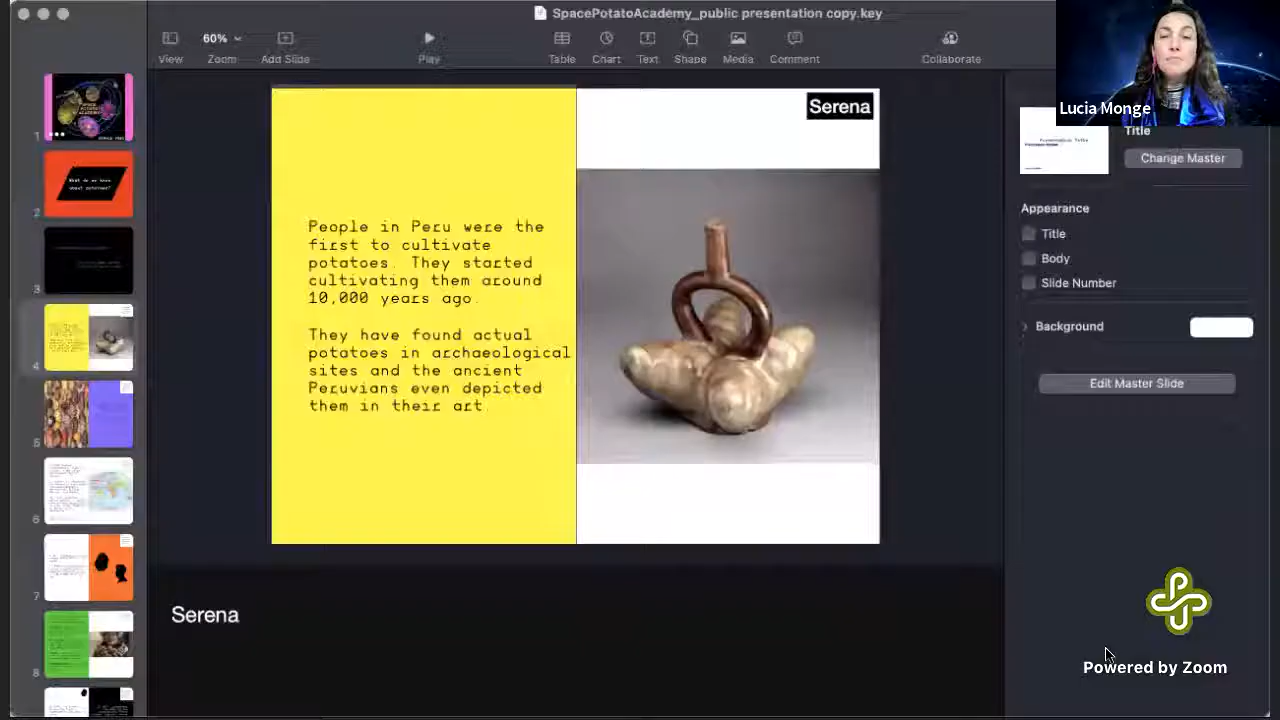 SpacePotatoAcademy_public presentation copy.key
60%
View
Zoom
Add Slide
Play
Table
Chart
Text
Shape
Media
Comment
Collaborate
Lucia Monge
1
2
3
4
5
6
7
8
Serena
People in Peru were the
first to cultivate
potatoes. They started
cultivating them around
10,000 years ago.
They have found actual
potatoes in archaeological
sites and the ancient
Peruvians even depicted
them in their art.
Serena
Title
Change Master
Appearance
Title
Body
Slide Number
Background
Edit Master Slide
Powered by Zoom